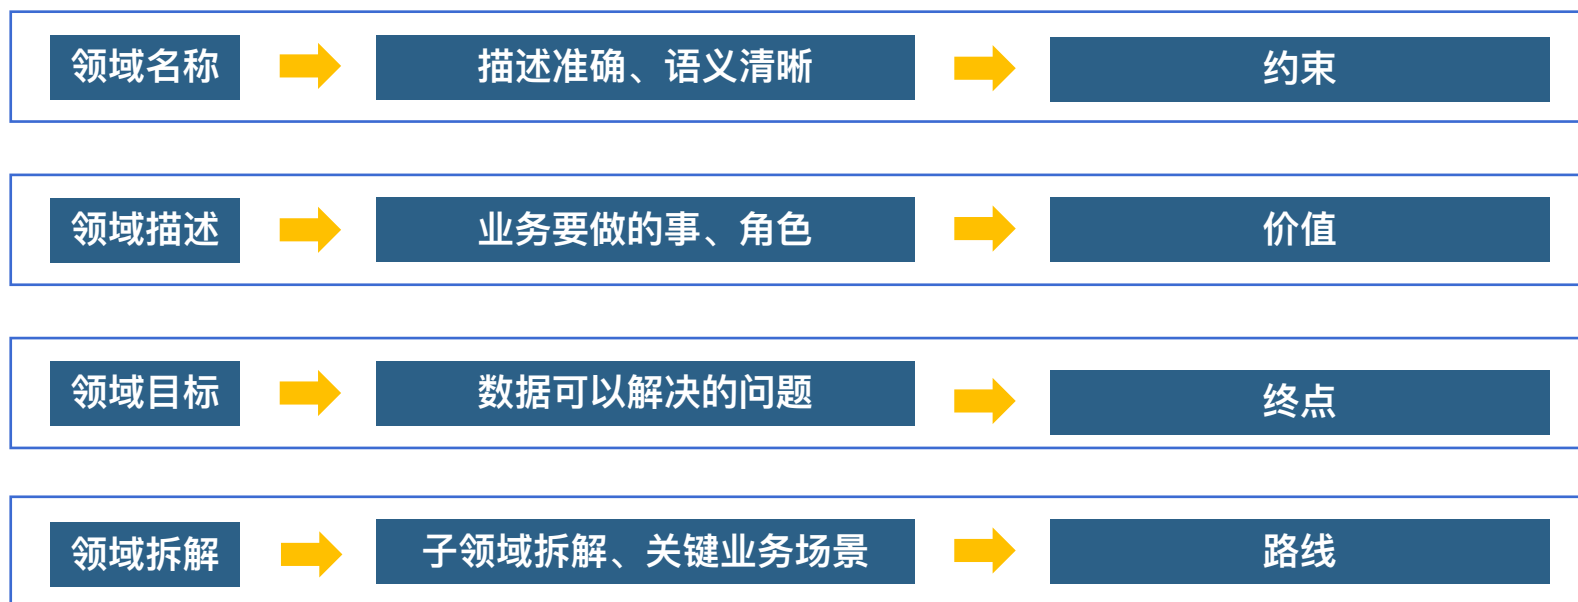 领域名称
描述准确、语义清晰
约束
领域描述
业务要做的事、角色
价值
领域目标
数据可以解决的问题
终点
领域拆解
子领域拆解、关键业务场景
路线